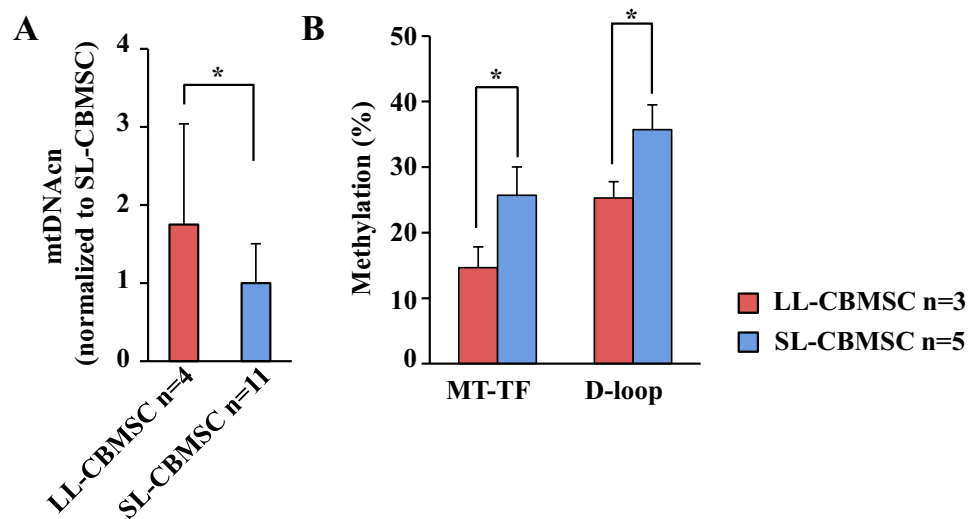 A
mtDNAcn
(normalized to SL-CBMSC)
4
3
2
1
0
*
LL-CBMSC n=4
SL-CBMSC n=11
B
Methylation (%)
50
40
30
20
10
0
*
*
MT-TF
D-loop
LL-CBMSC n=3
SL-CBMSC n=5